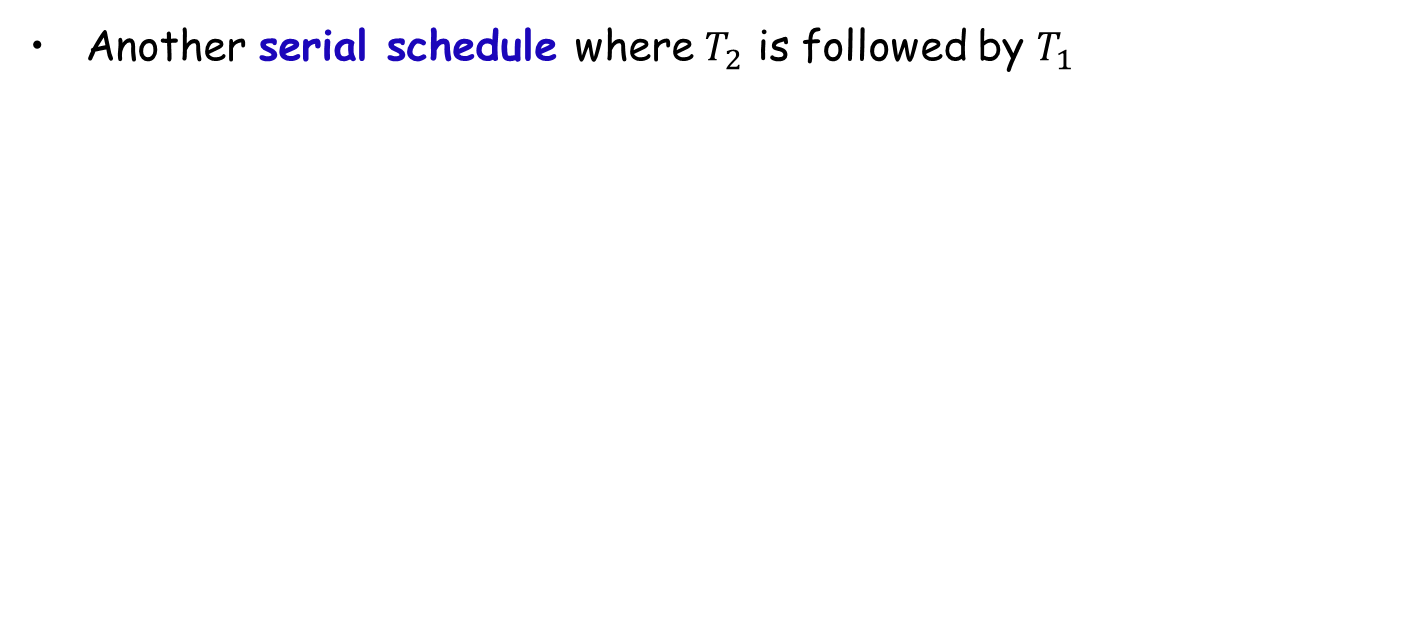 • Another serial schedule where T₂ is followed by T₁